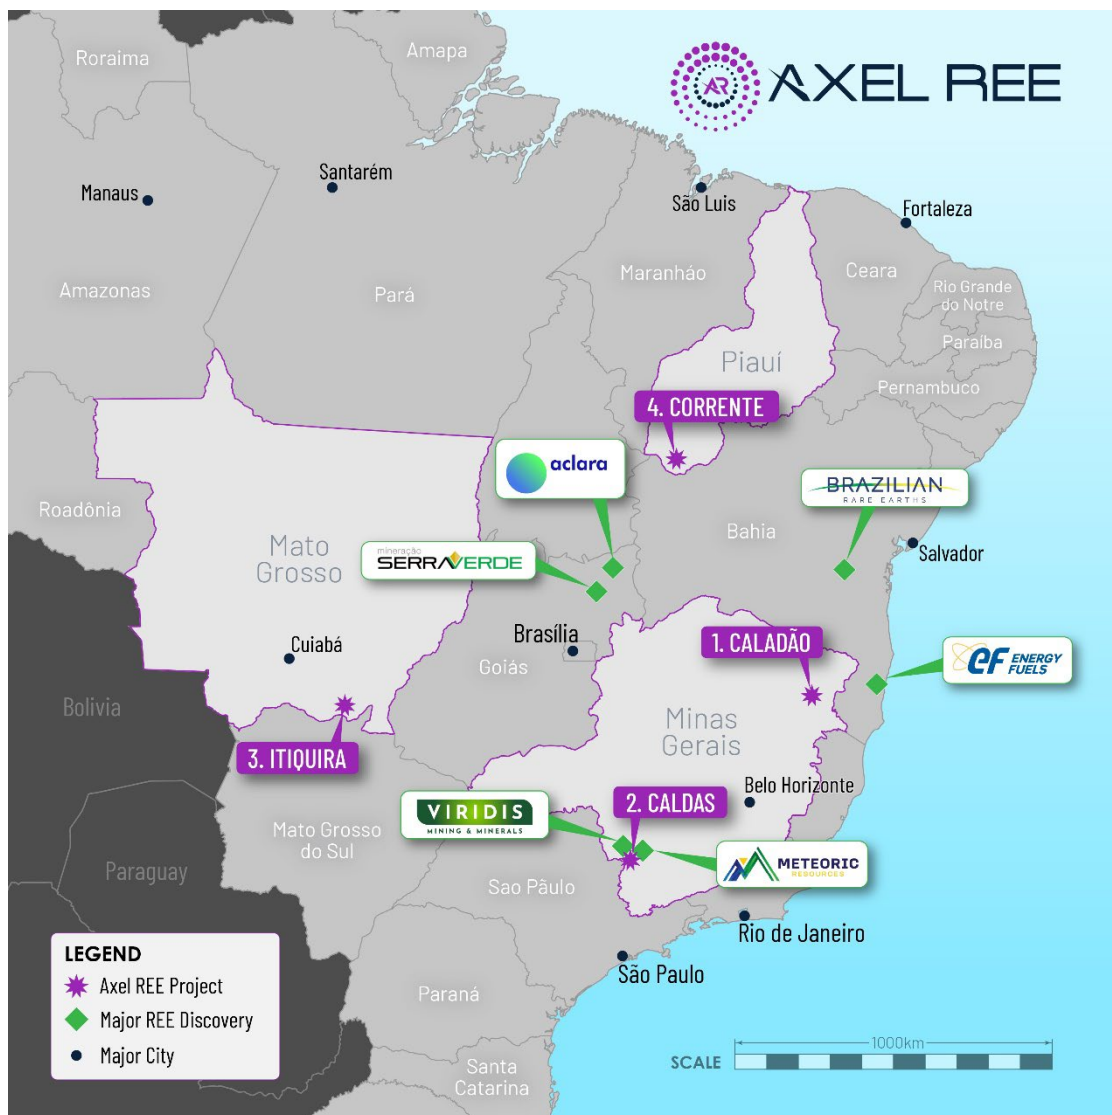 Roraima
Amapa
AR AXEL REE
Manaus
Santarém
São Luis
Fortaleza
Amazonas
Pará
Maranháo
Ceara
Rio Grande
do Notre
Paraíba
Piauí
Pernambuco
4. CORRENTE
aclara
BRAZILIAN
RARE EARTHS
Roadônia
Mato
Grosso
Bahia
Salvador
mineração
SERRAVERDE
Cuiabá
Brasília
Goiás
1. CALADÃO
eF ENERGY
FUELS
Bolivia
Minas
Gerais
3. ITIQUIRA
2. CALDAS
Belo Horizonte
VIRIDIS
MINING & MINERALS
Mato Grosso
do Sul
METEORIC
RESOURCES
Paraguay
Sao Pãulo
Rio de Janeiro
São Paulo
Paraná
Santa
Catarina
LEGEND
Axel REE Project
Major REE Discovery
Major City
1000km
SCALE